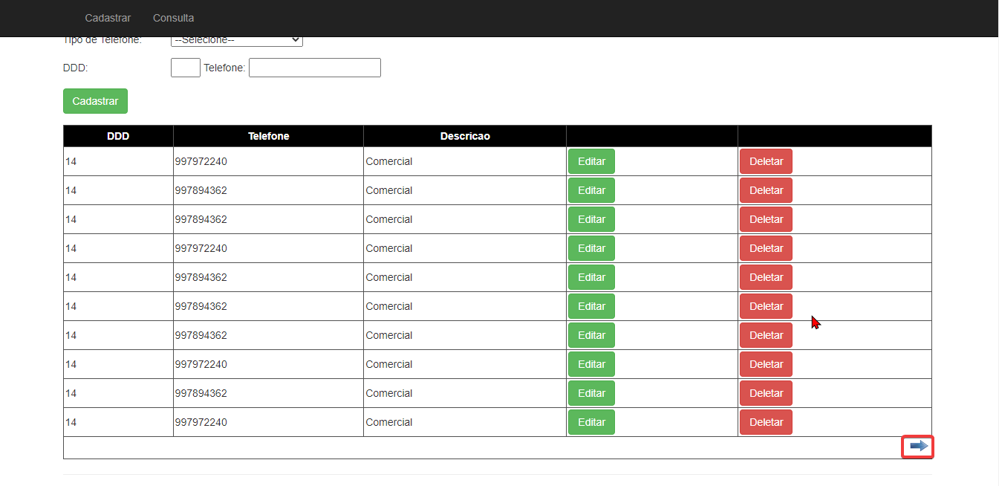 Cadastrar Consulta
Tipo de Telefone: --Selecione--
DDD: Telefone:
Cadastrar
DDD Telefone Descricao
14 997972240 Comercial Editar Deletar
14 997894362 Comercial Editar Deletar
14 997894362 Comercial Editar Deletar
14 997972240 Comercial Editar Deletar
14 997894362 Comercial Editar Deletar
14 997894362 Comercial Editar Deletar
14 997894362 Comercial Editar Deletar
14 997972240 Comercial Editar Deletar
14 997894362 Comercial Editar Deletar
14 997972240 Comercial Editar Deletar